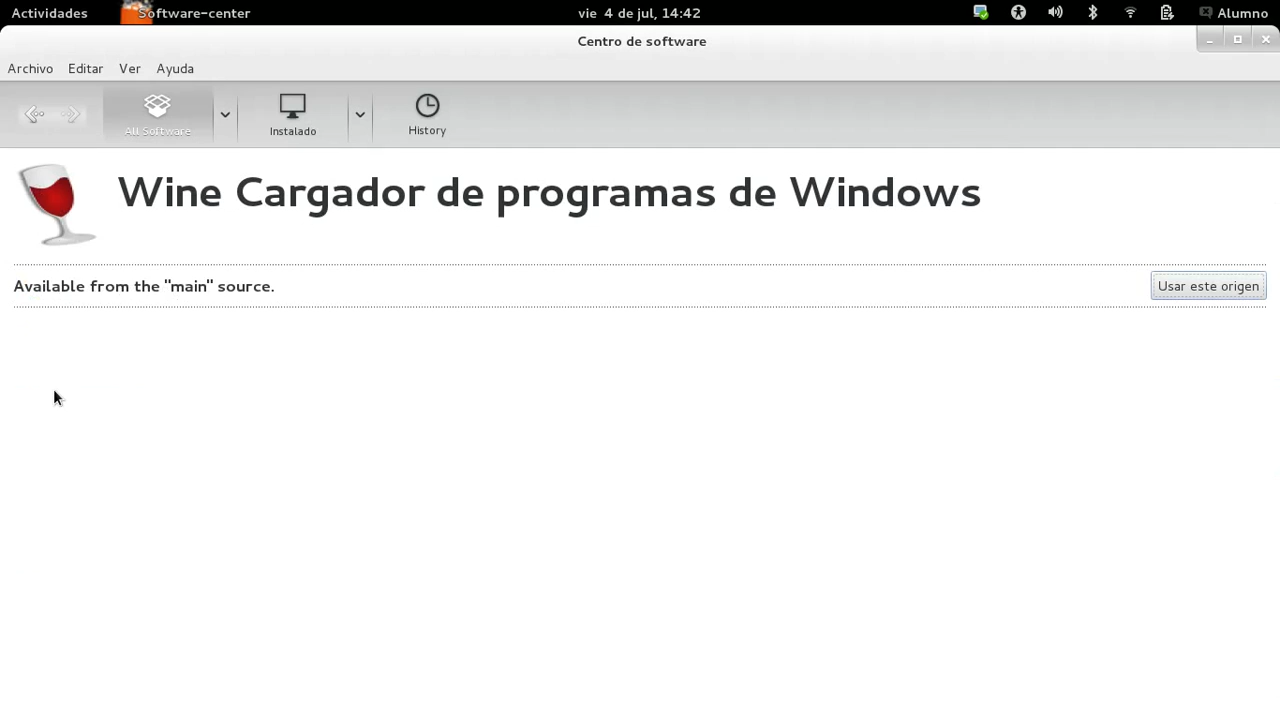 Actividades Software-center vie 4 de jul, 14:42 Alumno
Centro de software
Archivo Editar Ver Ayuda
All Software Instalado History
Wine Cargador de programas de Windows
Available from the "main" source. Usar este origen